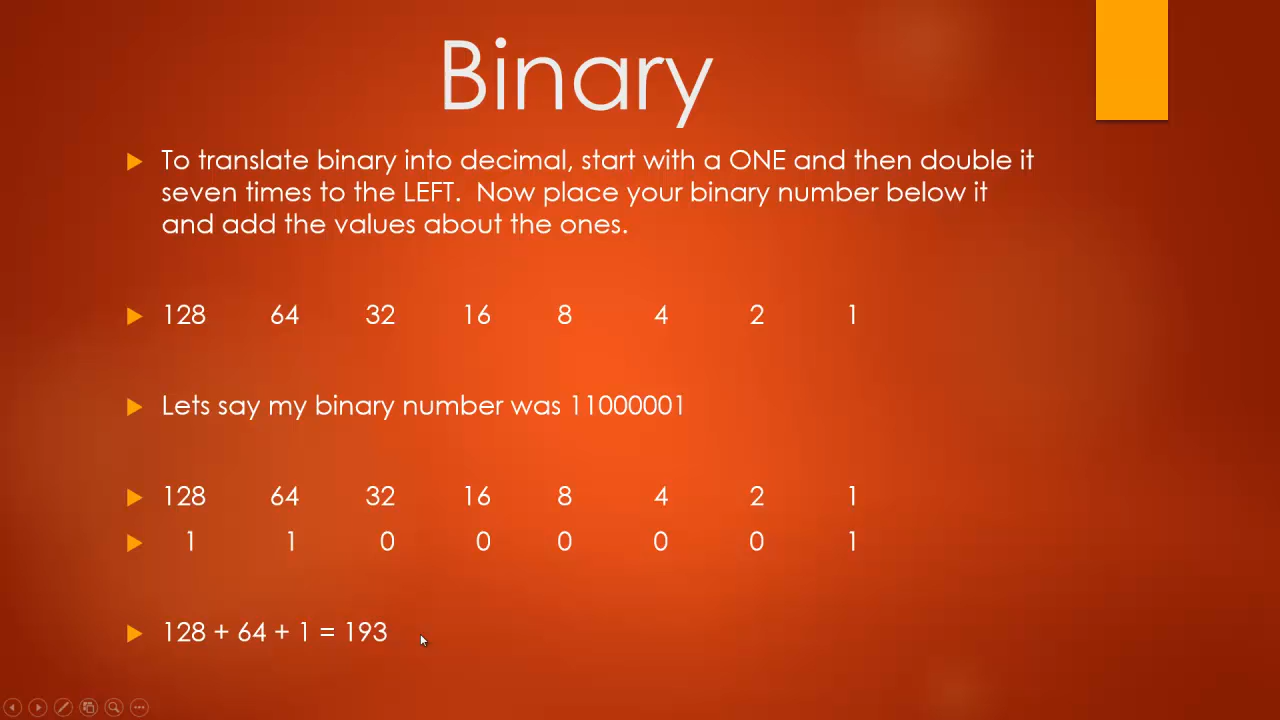 Binary
To translate binary into decimal, start with a ONE and then double it
seven times to the LEFT.  Now place your binary number below it
and add the values about the ones.
128 64 32 16 8 4 2 1
Lets say my binary number was 11000001
128 64 32 16 8 4 2 1
1 1 0 0 0 0 0 1
128 + 64 + 1 = 193